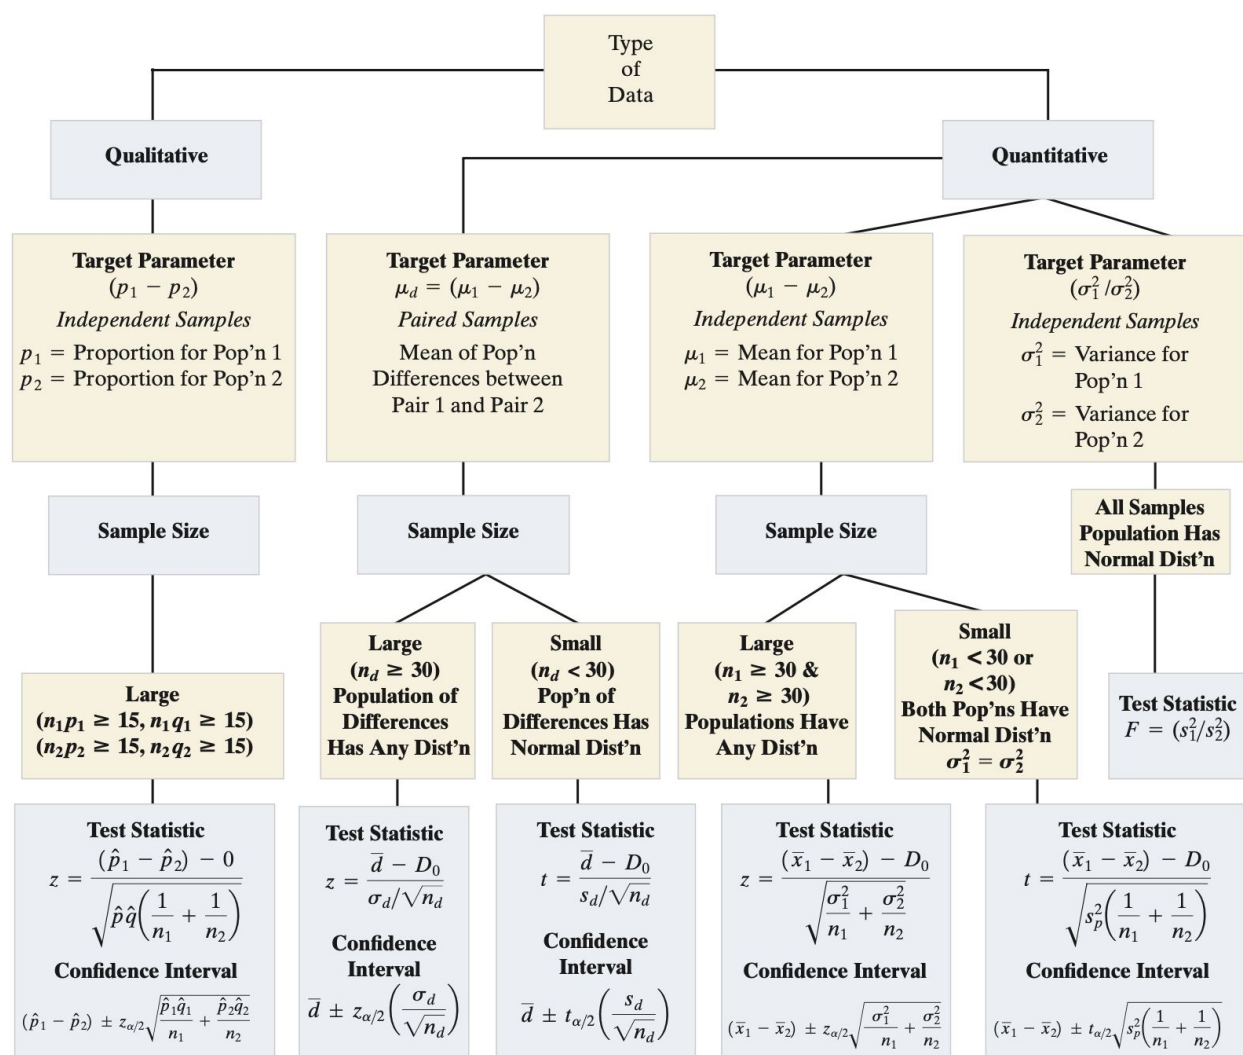 Type
of
Data
Qualitative
Quantitative
Target Parameter
(p₁ − p₂)
Independent Samples
p₁ = Proportion for Pop'n 1
p₂ = Proportion for Pop'n 2
Target Parameter
μ_d = (μ₁ − μ₂)
Paired Samples
Mean of Pop'n
Differences between
Pair 1 and Pair 2
Target Parameter
(μ₁ − μ₂)
Independent Samples
μ₁ = Mean for Pop'n 1
μ₂ = Mean for Pop'n 2
Target Parameter
(σ₁²/σ₂²)
Independent Samples
σ₁² = Variance for
Pop'n 1
σ₂² = Variance for
Pop'n 2
Sample Size
Sample Size
Sample Size
All Samples
Population Has
Normal Dist'n
Large
(n₁p₁ ≥ 15, n₁q₁ ≥ 15)
(n₂p₂ ≥ 15, n₂q₂ ≥ 15)
Large
(n_d ≥ 30)
Population of
Differences
Has Any Dist'n
Small
(n_d < 30)
Pop'n of
Differences Has
Normal Dist'n
Large
(n₁ ≥ 30 &
n₂ ≥ 30)
Populations Have
Any Dist'n
Small
(n₁ < 30 or
n₂ < 30)
Both Pop'ns Have
Normal Dist'n
σ₁² = σ₂²
Test Statistic
F = (s₁²/s₂²)
Test Statistic
z = ((p̂₁ − p̂₂) − 0) / √(p̂q̂(1/n₁ + 1/n₂))
Confidence Interval
(p̂₁ − p̂₂) ± z_{α/2}√(p̂₁q̂₁/n₁ + p̂₂q̂₂/n₂)
Test Statistic
z = (d̄ − D₀) / (σ_d/√n_d)
Confidence
Interval
d̄ ± z_{α/2}(σ_d/√n_d)
Test Statistic
t = (d̄ − D₀) / (s_d/√n_d)
Confidence
Interval
d̄ ± t_{α/2}(s_d/√n_d)
Test Statistic
z = ((x̄₁ − x̄₂) − D₀) / √(σ₁²/n₁ + σ₂²/n₂)
Confidence Interval
(x̄₁ − x̄₂) ± z_{α/2}√(σ₁²/n₁ + σ₂²/n₂)
Test Statistic
t = ((x̄₁ − x̄₂) − D₀) / √(s_p²(1/n₁ + 1/n₂))
Confidence Interval
(x̄₁ − x̄₂) ± t_{α/2}√(s_p²(1/n₁ + 1/n₂))